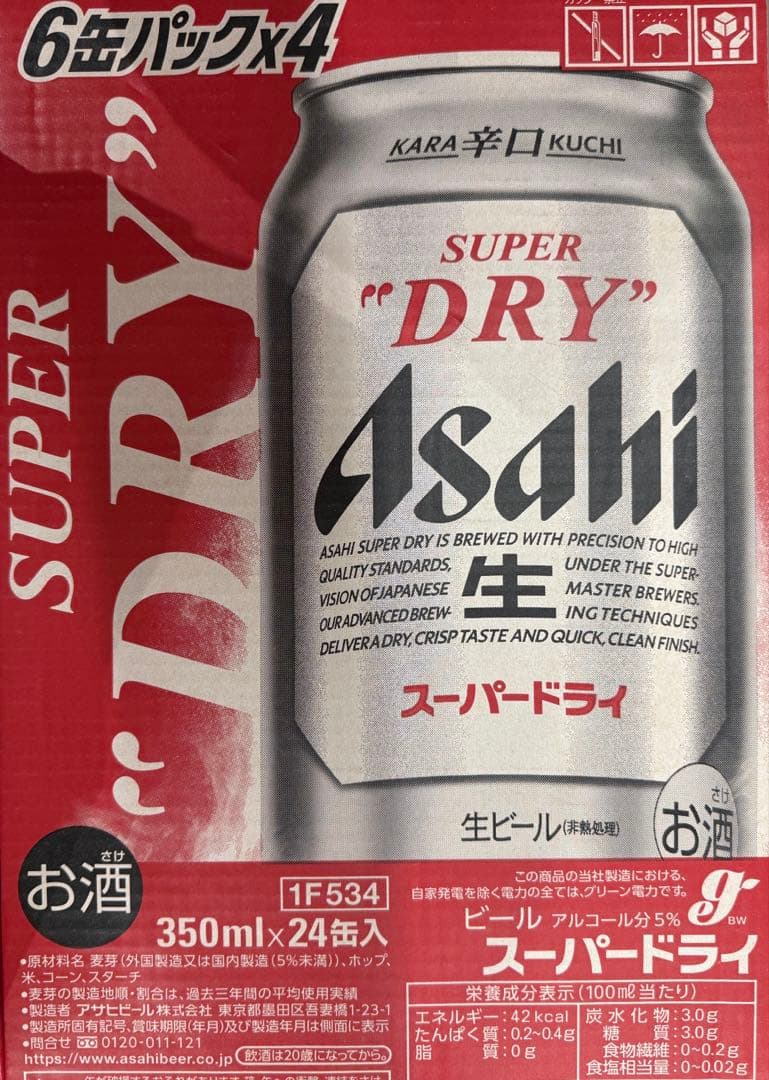 6缶パックx4
SUPER
"DRY"
KARA 辛口 KUCHI
SUPER
"DRY"
Asahi
ASAHI SUPER DRY IS BREWED WITH PRECISION TO HIGH
QUALITY STANDARDS, UNDER THE SUPER-
VISION OF JAPANESE MASTER BREWERS.
OUR ADVANCED BREW- ING TECHNIQUES
DELIVER A DRY, CRISP TASTE AND QUICK, CLEAN FINISH.
生
スーパードライ
生ビール(非熱処理)
さけ
お酒
さけ
お酒
1F534
350ml×24缶入
•原材料名 麦芽(外国製造又は国内製造(5%未満))、ホップ、
米、コーン、スターチ
•麦芽の製造地順・割合は、過去三年間の平均使用実績
•製造者 アサヒビール株式会社 東京都墨田区吾妻橋1-23-1
•製造所固有記号、賞味期限(年月)及び製造年月は側面に表示
•問合せ 0120-011-121
https://www.asahibeer.co.jp 飲酒は20歳になってから。
この商品の当社製造における、
自家発電を除く電力の全ては、グリーン電力です。
g
BW
ビール アルコール分5%
スーパードライ
栄養成分表示(100ml当たり)
エネルギー:42kcal
たんぱく質:0.2~0.4g
脂質:0g
炭水化物:3.0g
糖質:3.0g
食物繊維:0~0.2g
食塩相当量:0~0.02g